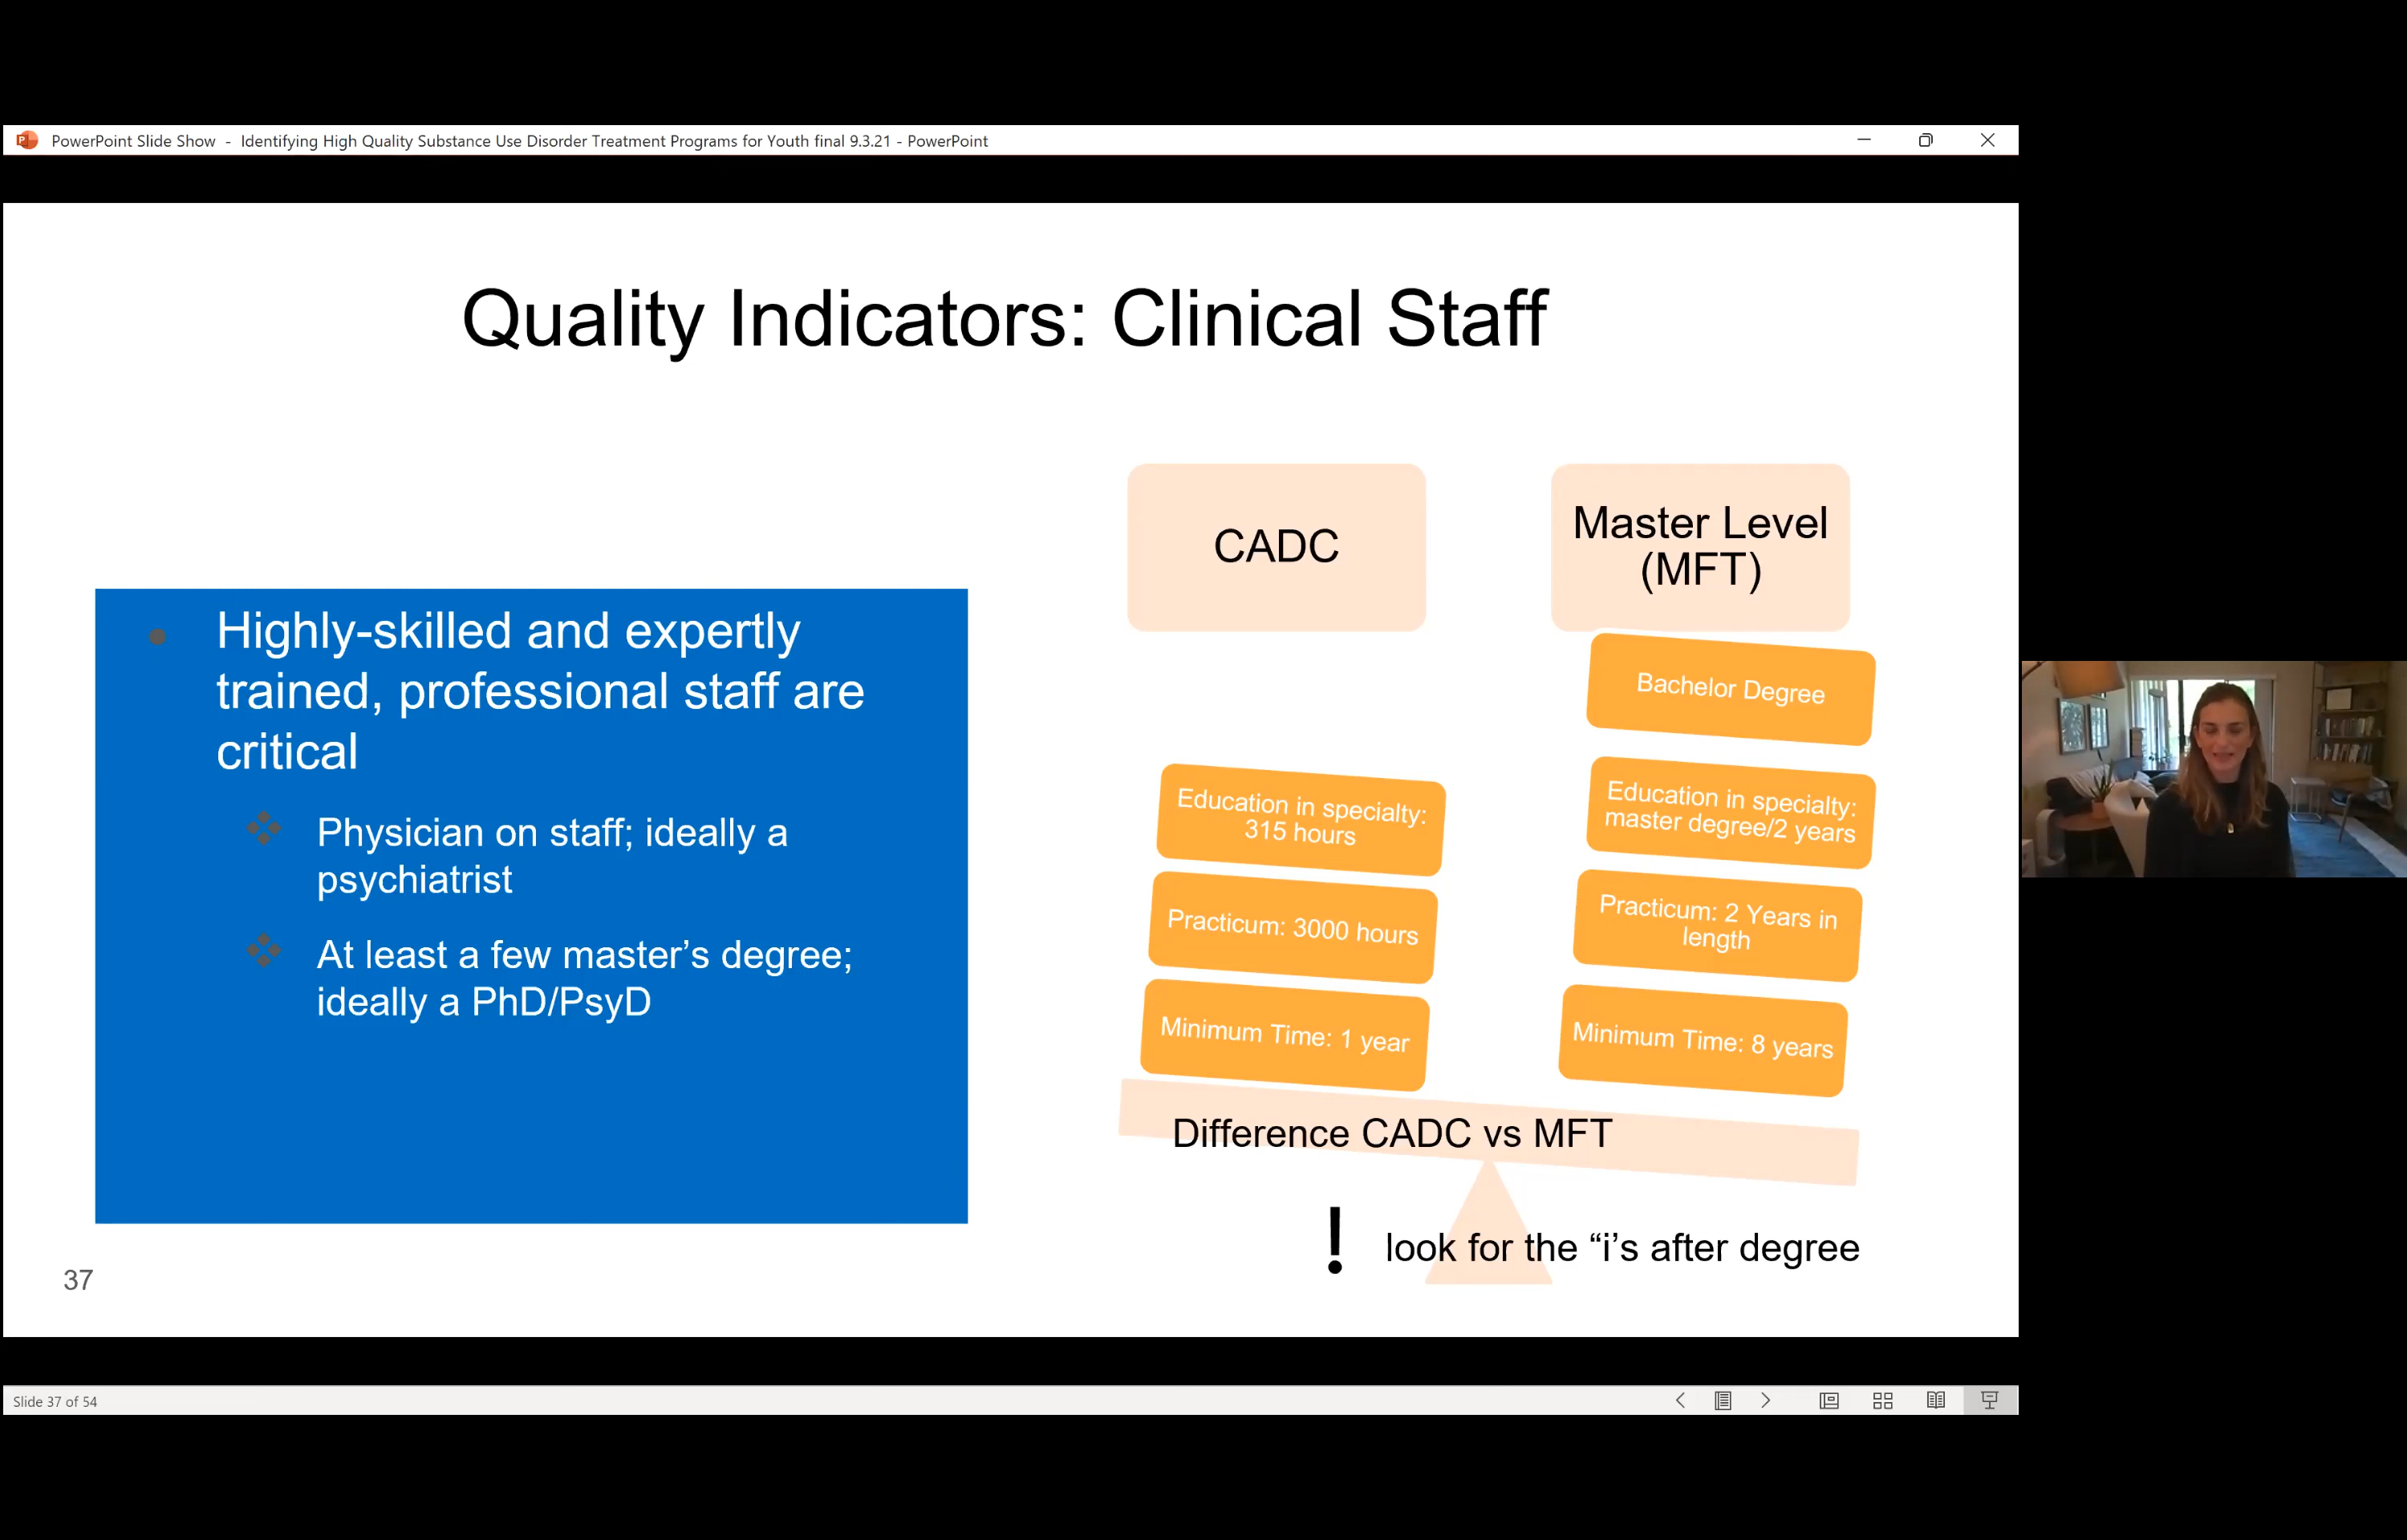 PowerPoint Slide Show - Identifying High Quality Substance Use Disorder Treatment Programs for Youth final 9.3.21 - PowerPoint
Quality Indicators: Clinical Staff
Highly-skilled and expertly
trained, professional staff are
critical
Physician on staff; ideally a
psychiatrist
At least a few master’s degree;
ideally a PhD/PsyD
CADC
Education in specialty:
315 hours
Practicum: 3000 hours
Minimum Time: 1 year
Master Level
(MFT)
Bachelor Degree
Education in specialty:
master degree/2 years
Practicum: 2 Years in
length
Minimum Time: 8 years
Difference CADC vs MFT
! look for the “i’s after degree
37
Slide 37 of 54